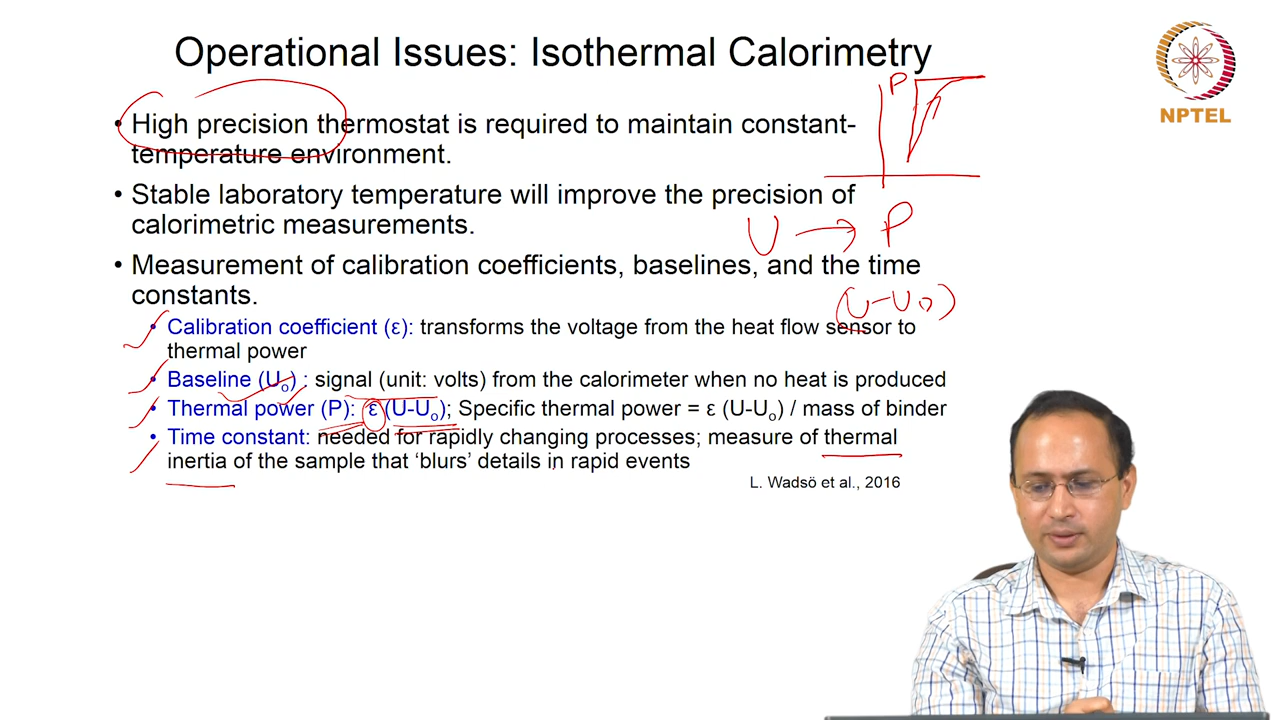 Operational Issues: Isothermal Calorimetry
P
NPTEL
• High precision thermostat is required to maintain constant-
temperature environment.
• Stable laboratory temperature will improve the precision of
calorimetric measurements.
U → P
• Measurement of calibration coefficients, baselines, and the time
constants.
(U-U0)
• Calibration coefficient (ε): transforms the voltage from the heat flow sensor to
thermal power
• Baseline (Uo) : signal (unit: volts) from the calorimeter when no heat is produced
• Thermal power (P): ε (U-Uo); Specific thermal power = ε (U-Uo) / mass of binder
• Time constant: needed for rapidly changing processes; measure of thermal
inertia of the sample that ‘blurs’ details in rapid events
L. Wadsö et al., 2016